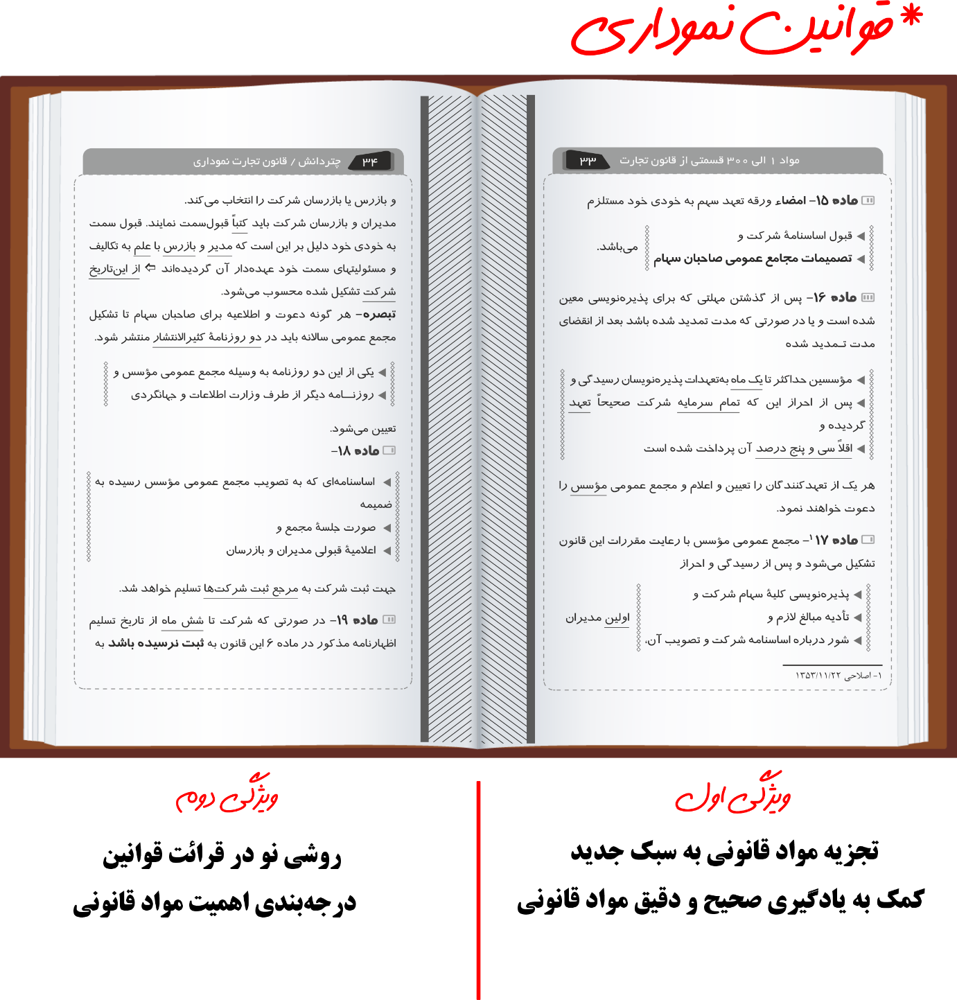 * قوانین نموداری
مواد ۱ الی ۳۰۰ قسمتی از قانون تجارت ۳۳
ماده ۱۵- امضاء ورقه تعهد سهم به خودی خود مستلزم
◀ قبول اساسنامۀ شرکت و
◀ تصمیمات مجامع عمومی صاحبان سهام
می‌باشد.
ماده ۱۶- پس از گذشتن مهلتی که برای پذیره‌نویسی معین
شده است و یا در صورتی که مدت تمدید شده باشد بعد از انقضای
مدت تـمدید شده
◀ مؤسسین حداکثر تا یک ماه به‌تعهدات پذیره‌نویسان رسیدگی و
◀ پس از احراز این که تمام سرمایه شرکت صحیحاً تعهد
گردیده و
◀ اقلاً سی و پنج درصد آن پرداخت شده است
هر یک از تعهدکنندگان را تعیین و اعلام و مجمع عمومی مؤسس را
دعوت خواهند نمود.
ماده ۱۷¹- مجمع عمومی مؤسس با رعایت مقررات این قانون
تشکیل می‌شود و پس از رسیدگی و احراز
◀ پذیره‌نویسی کلیۀ سهام شرکت و
◀ تأدیه مبالغ لازم و
◀ شور درباره اساسنامه شرکت و تصویب آن،
اولین مدیران
۱- اصلاحی ۱۳۵۳/۱۱/۲۲
۳۴ چتردانش / قانون تجارت نموداری
و بازرس یا بازرسان شرکت را انتخاب می‌کند.
مدیران و بازرسان شرکت باید کتباً قبول‌سمت نمایند. قبول سمت
به خودی خود دلیل بر این است که مدیر و بازرس با علم به تکالیف
و مسئولیتهای سمت خود عهده‌دار آن گردیده‌اند ⇦ از این‌تاریخ
شرکت تشکیل شده محسوب می‌شود.
تبصره- هر گونه دعوت و اطلاعیه برای صاحبان سهام تا تشکیل
مجمع عمومی سالانه باید در دو روزنامۀ کثیرالانتشار منتشر شود.
◀ یکی از این دو روزنامه به وسیله مجمع عمومی مؤسس و
◀ روزنــامه دیگر از طرف وزارت اطلاعات و جهانگردی
تعیین می‌شود.
ماده ۱۸-
◀ اساسنامه‌ای که به تصویب مجمع عمومی مؤسس رسیده به
ضمیمه
◀ صورت جلسۀ مجمع و
◀ اعلامیۀ قبولی مدیران و بازرسان
جهت ثبت شرکت به مرجع ثبت شرکت‌ها تسلیم خواهد شد.
ماده ۱۹- در صورتی که شرکت تا شش ماه از تاریخ تسلیم
اظهارنامه مذکور در ماده ۶ این قانون به ثبت نرسیده باشد به
ویژگی اول
تجزیه مواد قانونی به سبک جدید
کمک به یادگیری صحیح و دقیق مواد قانونی
ویژگی دوم
روشی نو در قرائت قوانین
درجه‌بندی اهمیت مواد قانونی